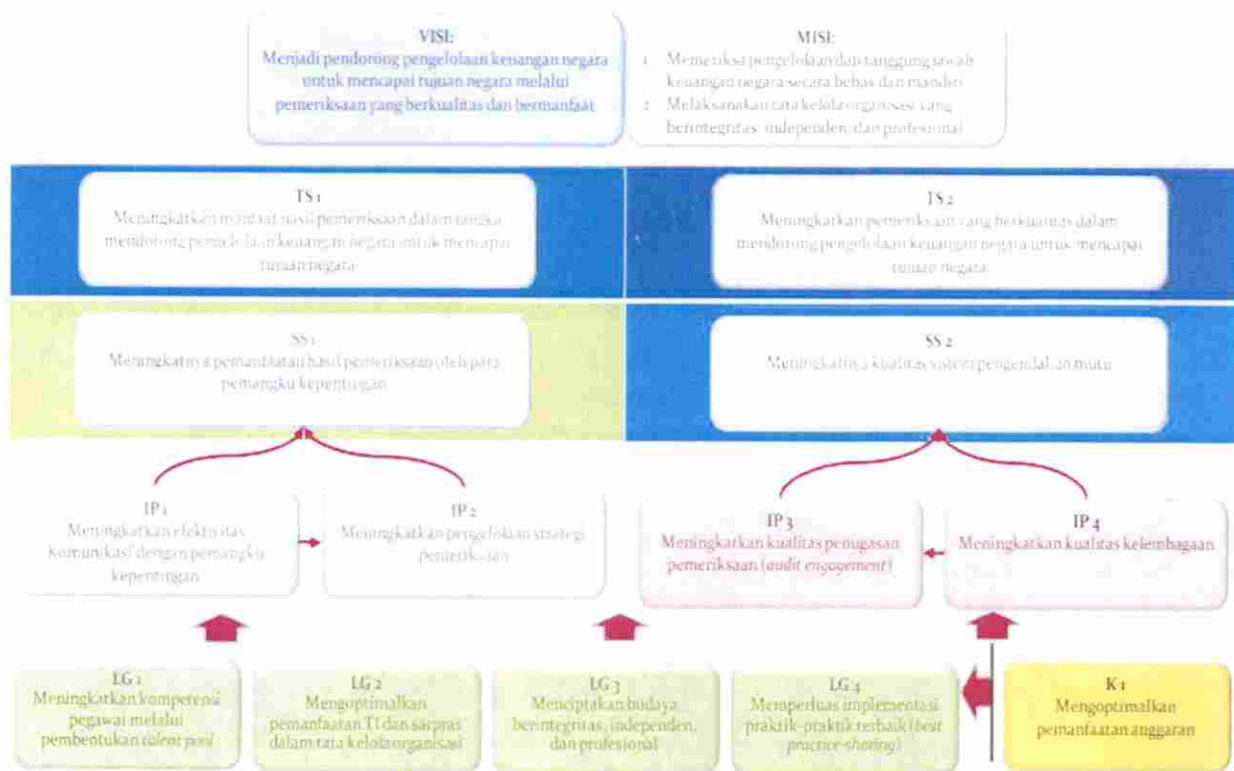 VISI:
Menjadi pendorong pengelolaan keuangan negara
untuk mencapai tujuan negara melalui
pemeriksaan yang berkualitas dan bermanfaat
MISI:
1. Memeriksa pengelolaan dan tanggung jawab
keuangan negara secara bebas dan mandiri
2. Melaksanakan tata kelola organisasi yang
berintegritas, independen, dan profesional
TS 1
Meningkatkan manfaat hasil pemeriksaan dalam rangka
mendorong pengelolaan keuangan negara untuk mencapai
tujuan negara
TS 2
Meningkatkan pemeriksaan yang berkualitas dalam
mendorong pengelolaan keuangan negara untuk mencapai
tujuan negara
SS 1
Meningkatnya pemanfaatan hasil pemeriksaan oleh para
pemangku kepentingan
SS 2
Meningkatnya kualitas sistem pengendalian mutu
IP 1
Meningkatkan efektivitas
komunikasi dengan pemangku
kepentingan
IP 2
Meningkatkan pengelolaan strategi
pemeriksaan
IP 3
Meningkatkan kualitas penugasan
pemeriksaan (audit engagement)
IP 4
Meningkatkan kualitas kelembagaan
LG 1
Meningkatkan kompetensi
pegawai melalui
pembentukan talent pool
LG 2
Mengoptimalkan
pemanfaatan TI dan sarpras
dalam tata kelola organisasi
LG 3
Menciptakan budaya
berintegritas, independen,
dan profesional
LG 4
Memperluas implementasi
praktik-praktik terbaik (best
practice sharing)
K 1
Mengoptimalkan
pemanfaatan anggaran